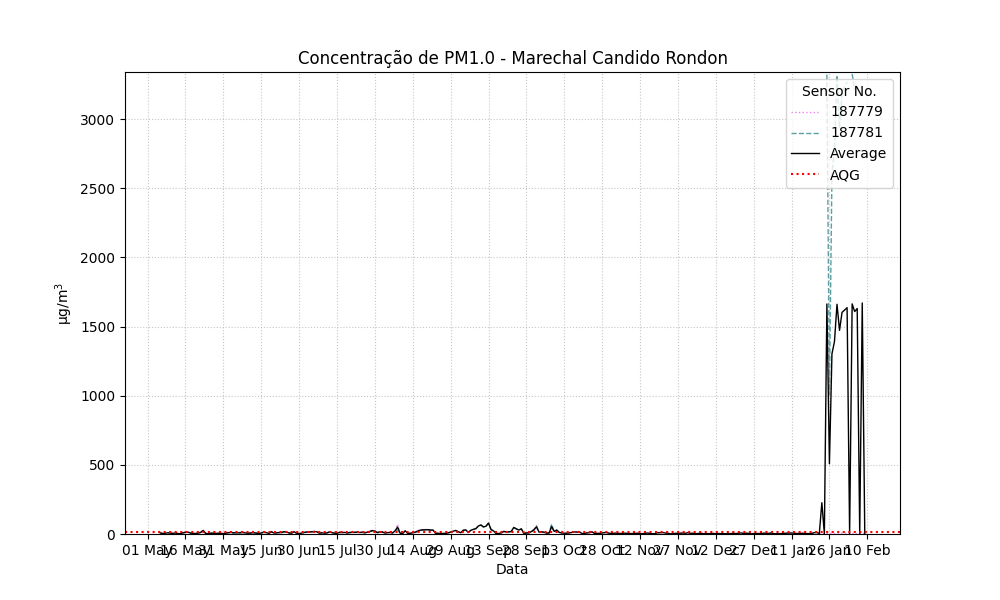 Concentração de PM1.0 - Marechal Candido Rondon
Sensor No.
187779
187781
Average
AQG
3000
2500
2000
1500
1000
500
0
µg/m³
01 May 16 May 31 May 15 Jun 30 Jun 15 Jul 30 Jul 14 Aug 29 Aug 13 Sep 28 Sep 13 Oct 28 Oct 12 Nov 27 Nov 12 Dec 27 Dec 11 Jan 26 Jan 10 Feb
Data